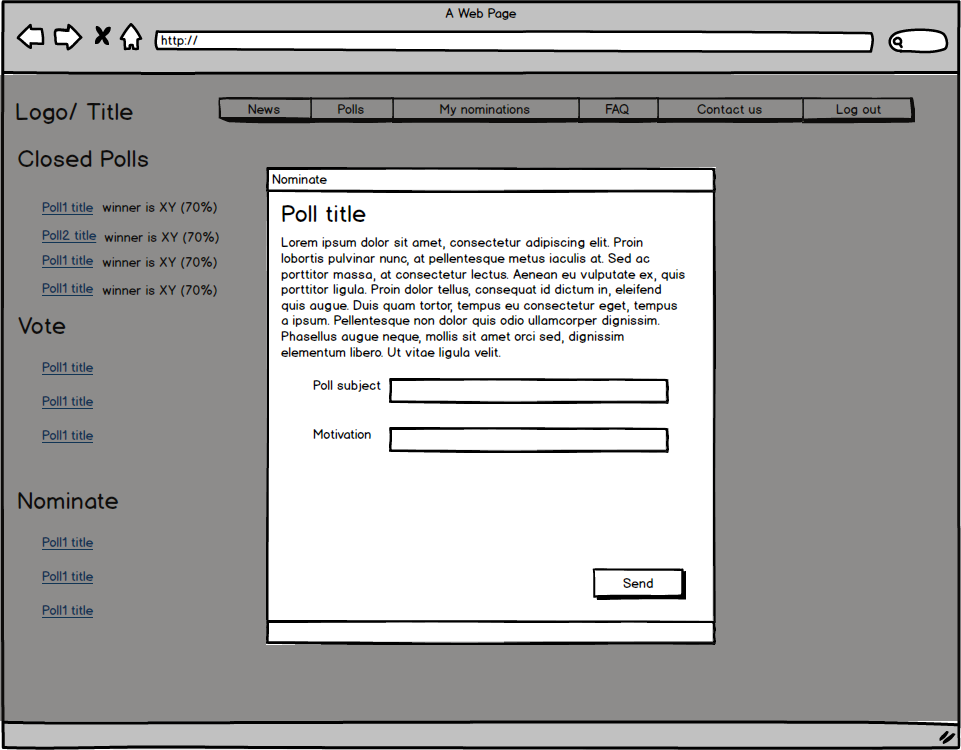 A Web Page
http://
Logo/ Title
News Polls My nominations FAQ Contact us Log out
Closed Polls
Poll1 title winner is XY (70%)
Poll2 title winner is XY (70%)
Poll1 title winner is XY (70%)
Poll1 title winner is XY (70%)
Vote
Poll1 title
Poll1 title
Poll1 title
Nominate
Poll1 title
Poll1 title
Poll1 title
Nominate
Poll title
Lorem ipsum dolor sit amet, consectetur adipiscing elit. Proin
lobortis pulvinar nunc, at pellentesque metus iaculis at. Sed ac
porttitor massa, at consectetur lectus. Aenean eu vulputate ex, quis
porttitor ligula. Proin dolor tellus, consequat id dictum in, eleifend
quis augue. Duis quam tortor, tempus eu consectetur eget, tempus
a ipsum. Pellentesque non dolor quis odio ullamcorper dignissim.
Phasellus augue neque, mollis sit amet orci sed, dignissim
elementum libero. Ut vitae ligula velit.
Poll subject
Motivation
Send